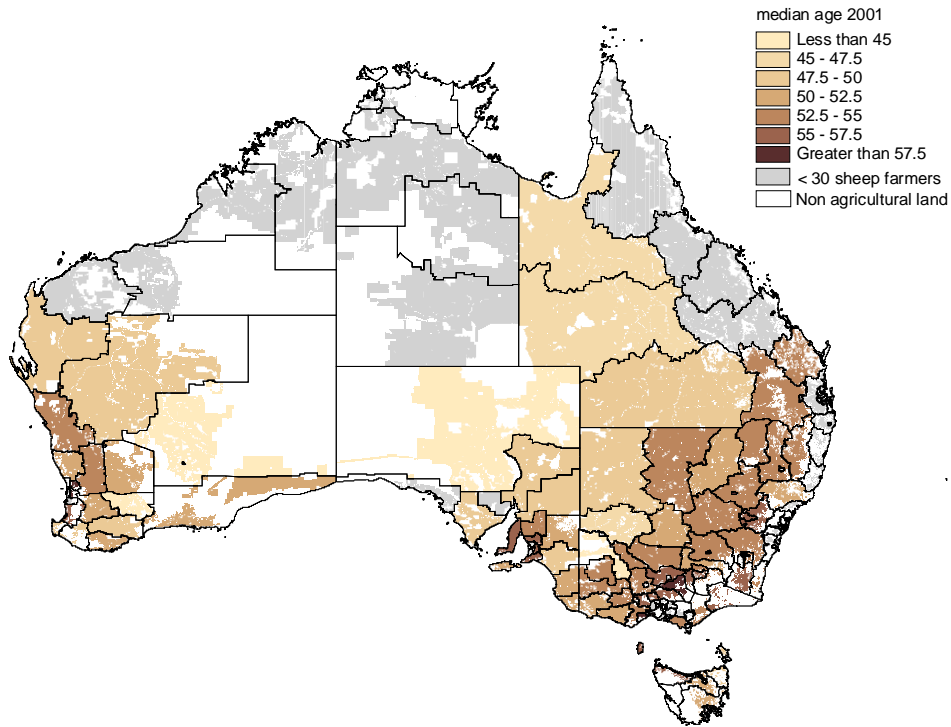 median age 2001
Less than 45
45 - 47.5
47.5 - 50
50 - 52.5
52.5 - 55
55 - 57.5
Greater than 57.5
< 30 sheep farmers
Non agricultural land